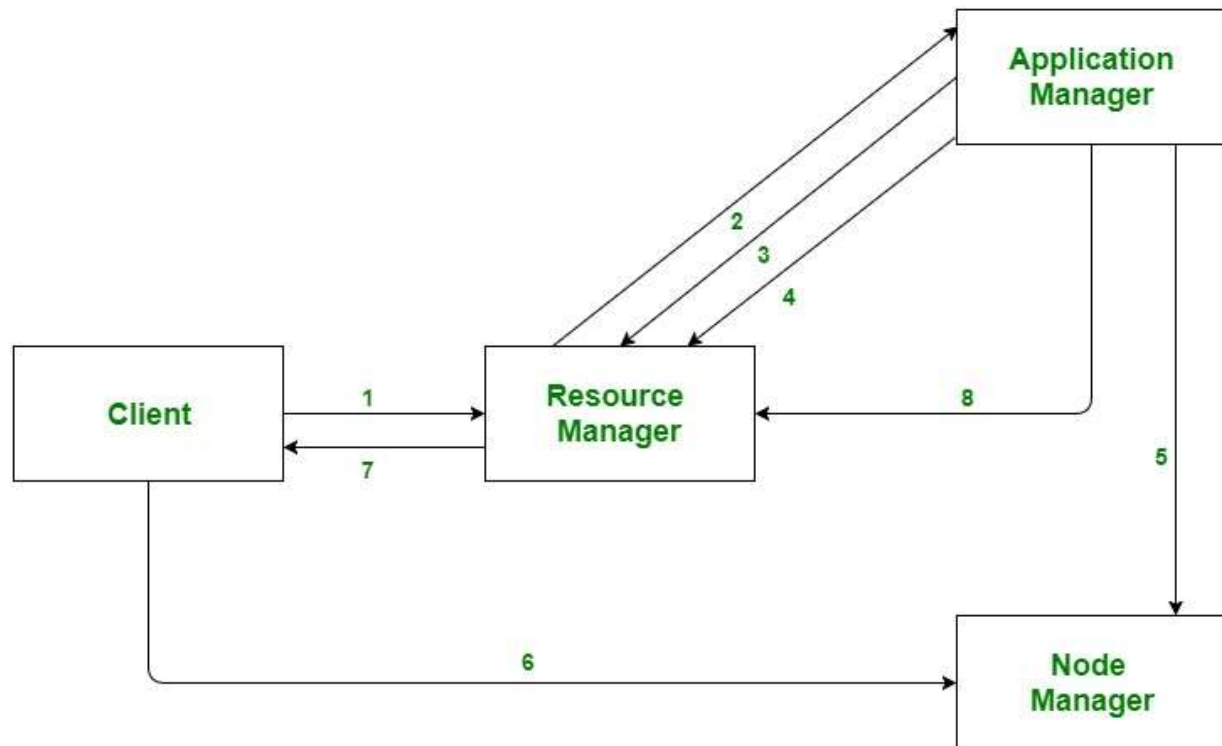 Application
Manager
2
3
4
Client
1
7
Resource
Manager
8
5
6
Node
Manager